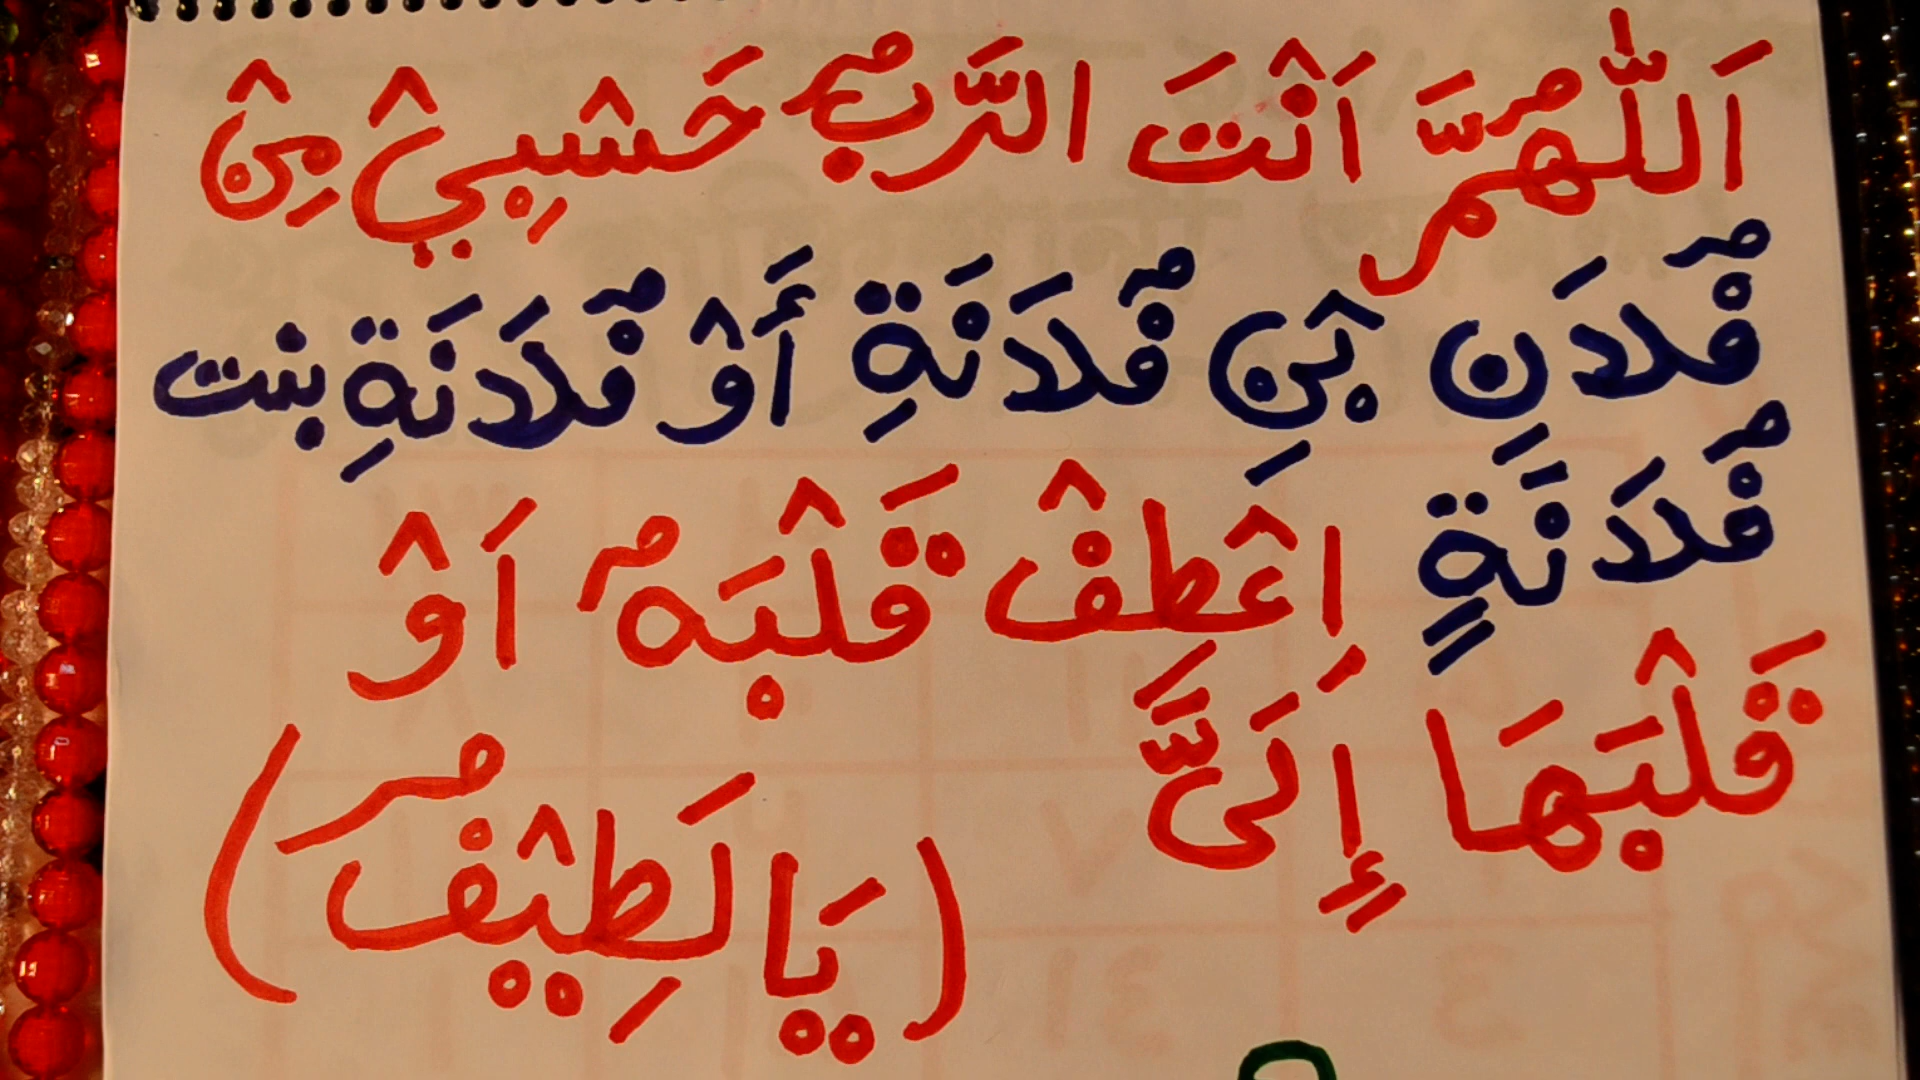 اَللّٰهُمَّ اَنْتَ الرَّبُّ حَسْبِيْ مِنْ
فُلَانِ بْنِ فُلَانَةِ أَوْ فُلَانَةِ بنت
فُلَانَةٍ اِعْطِفْ قَلْبَهُ اَوْ
قَلْبَهَا إِلَىَّ
(يَا لَطِيْفُ)